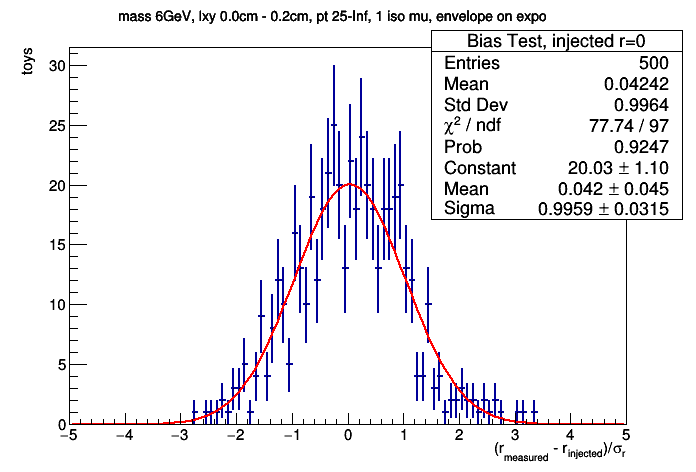 mass 6GeV, lxy 0.0cm - 0.2cm, pt 25-Inf, 1 iso mu, envelope on expo
Bias Test, injected r=0
Entries 500
Mean 0.04242
Std Dev 0.9964
χ² / ndf 77.74 / 97
Prob 0.9247
Constant 20.03 ± 1.10
Mean 0.042 ± 0.045
Sigma 0.9959 ± 0.0315
toys
30
25
20
15
10
5
0
−5 −4 −3 −2 −1 0 1 2 3 4 5
(r_measured - r_injected)/σ_r